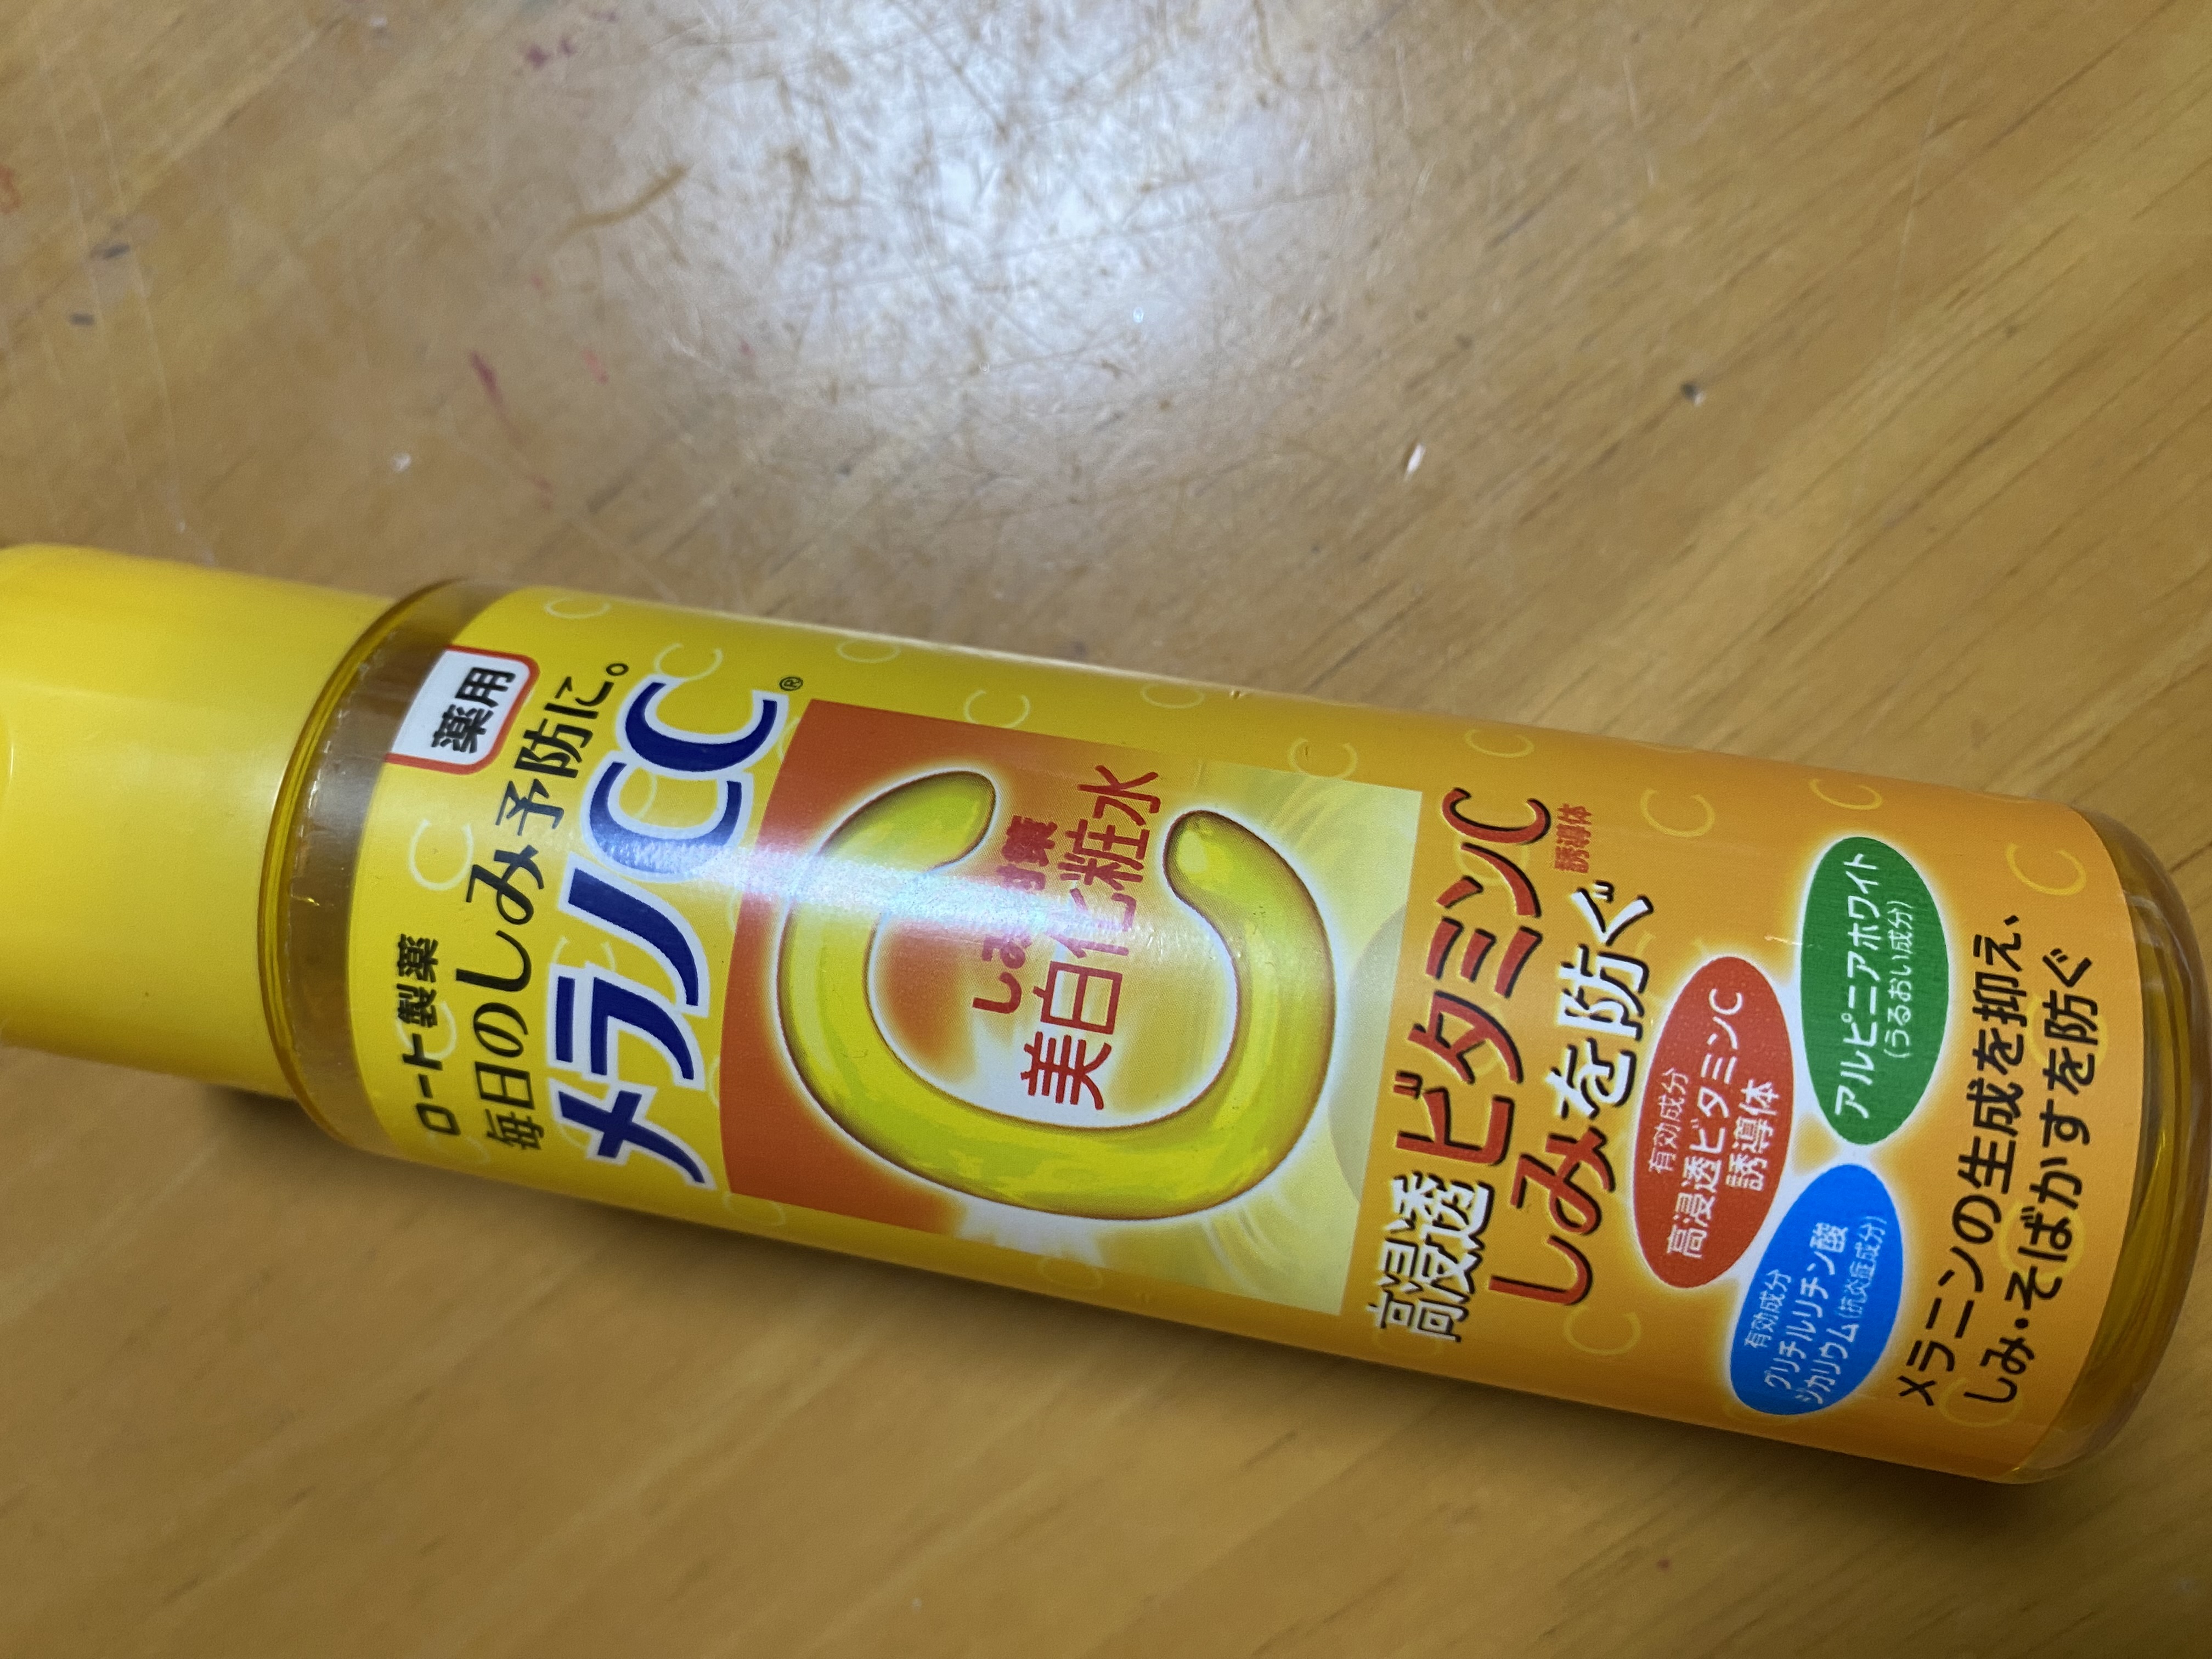 ロート製薬
薬用
毎日のしみ予防に。
メラノCC®
しみ対策
美白化粧水
高浸透ビタミンC
誘導体
しみを防ぐ
有効成分
高浸透ビタミンC
誘導体
有効成分
グリチルリチン酸
ジカリウム(抗炎症成分)
アルピニアホワイト
(うるおい成分)
メラニンの生成を抑え、
しみ・そばかすを防ぐ